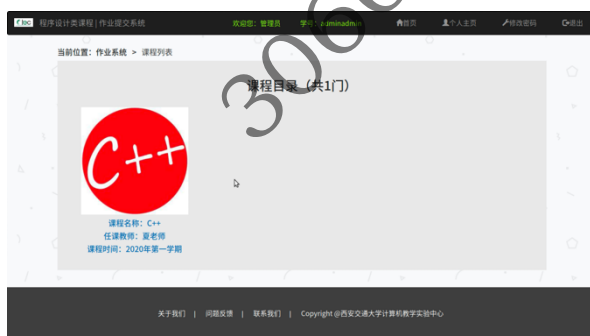 程序设计类课程 | 作业提交系统 欢迎您：管理员 学号：adminadmin 首页 个人主页 修改密码 退出
当前位置：作业系统 > 课程列表
课程目录（共1门）
C++
课程名称：C++
任课教师：夏老师
课程时间：2020年第一学期
关于我们 | 问题反馈 | 联系我们 | Copyright @西安交通大学计算机教学实验中心